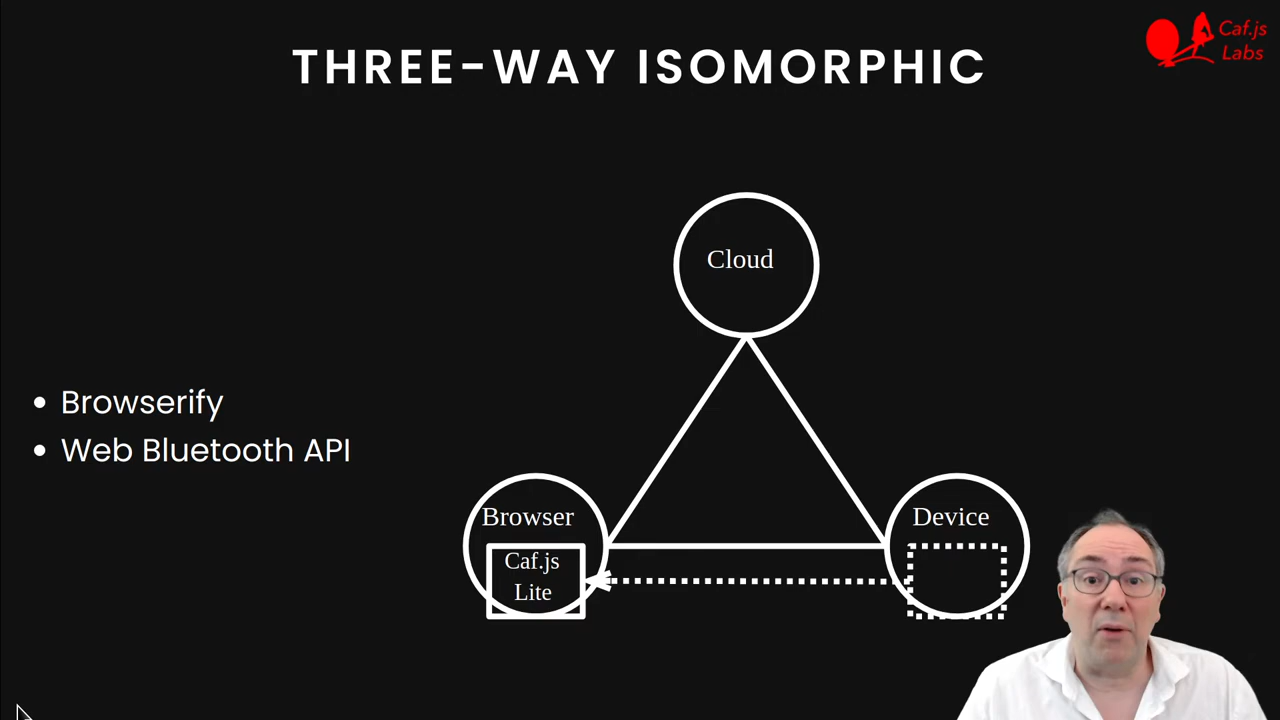 THREE-WAY ISOMORPHIC
Caf.js
Labs
Cloud
Browserify
Web Bluetooth API
Browser
Caf.js
Lite
Device